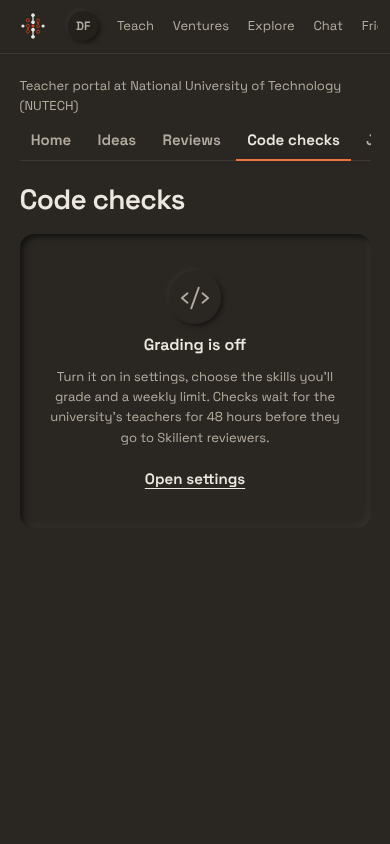 DF Teach Ventures Explore Chat
Teacher portal at National University of Technology
(NUTECH)
Home Ideas Reviews Code checks
Code checks
</>
Grading is off
Turn it on in settings, choose the skills you'll
grade and a weekly limit. Checks wait for the
university's teachers for 48 hours before they
go to Skilient reviewers.
Open settings